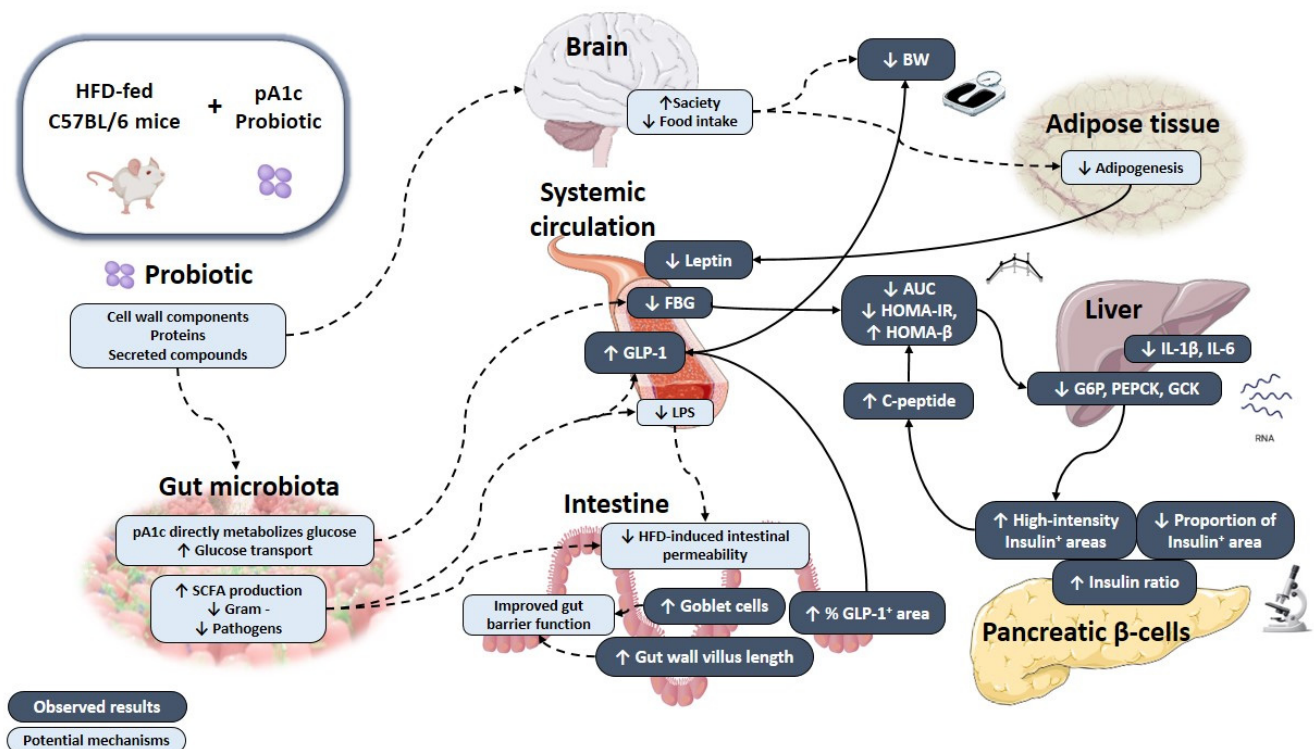 HFD-fed
C57BL/6 mice
+
pA1c
Probiotic
Probiotic
Cell wall components
Proteins
Secreted compounds
Brain
↑Saciety
↓ Food intake
↓ BW
Adipose tissue
↓ Adipogenesis
Systemic
circulation
↓ Leptin
↓ FBG
↑ GLP-1
↓ LPS
↓ AUC
↓ HOMA-IR,
↑ HOMA-β
↑ C-peptide
Liver
↓ IL-1β, IL-6
↓ G6P, PEPCK, GCK
RNA
Gut microbiota
pA1c directly metabolizes glucose
↑ Glucose transport
↑ SCFA production
↓ Gram -
↓ Pathogens
Intestine
↓ HFD-induced intestinal
permeability
Improved gut
barrier function
↑ Goblet cells
↑ Gut wall villus length
↑ % GLP-1⁺ area
↑ High-intensity
Insulin⁺ areas
↓ Proportion of
Insulin⁺ area
↑ Insulin ratio
Pancreatic β-cells
Observed results
Potential mechanisms